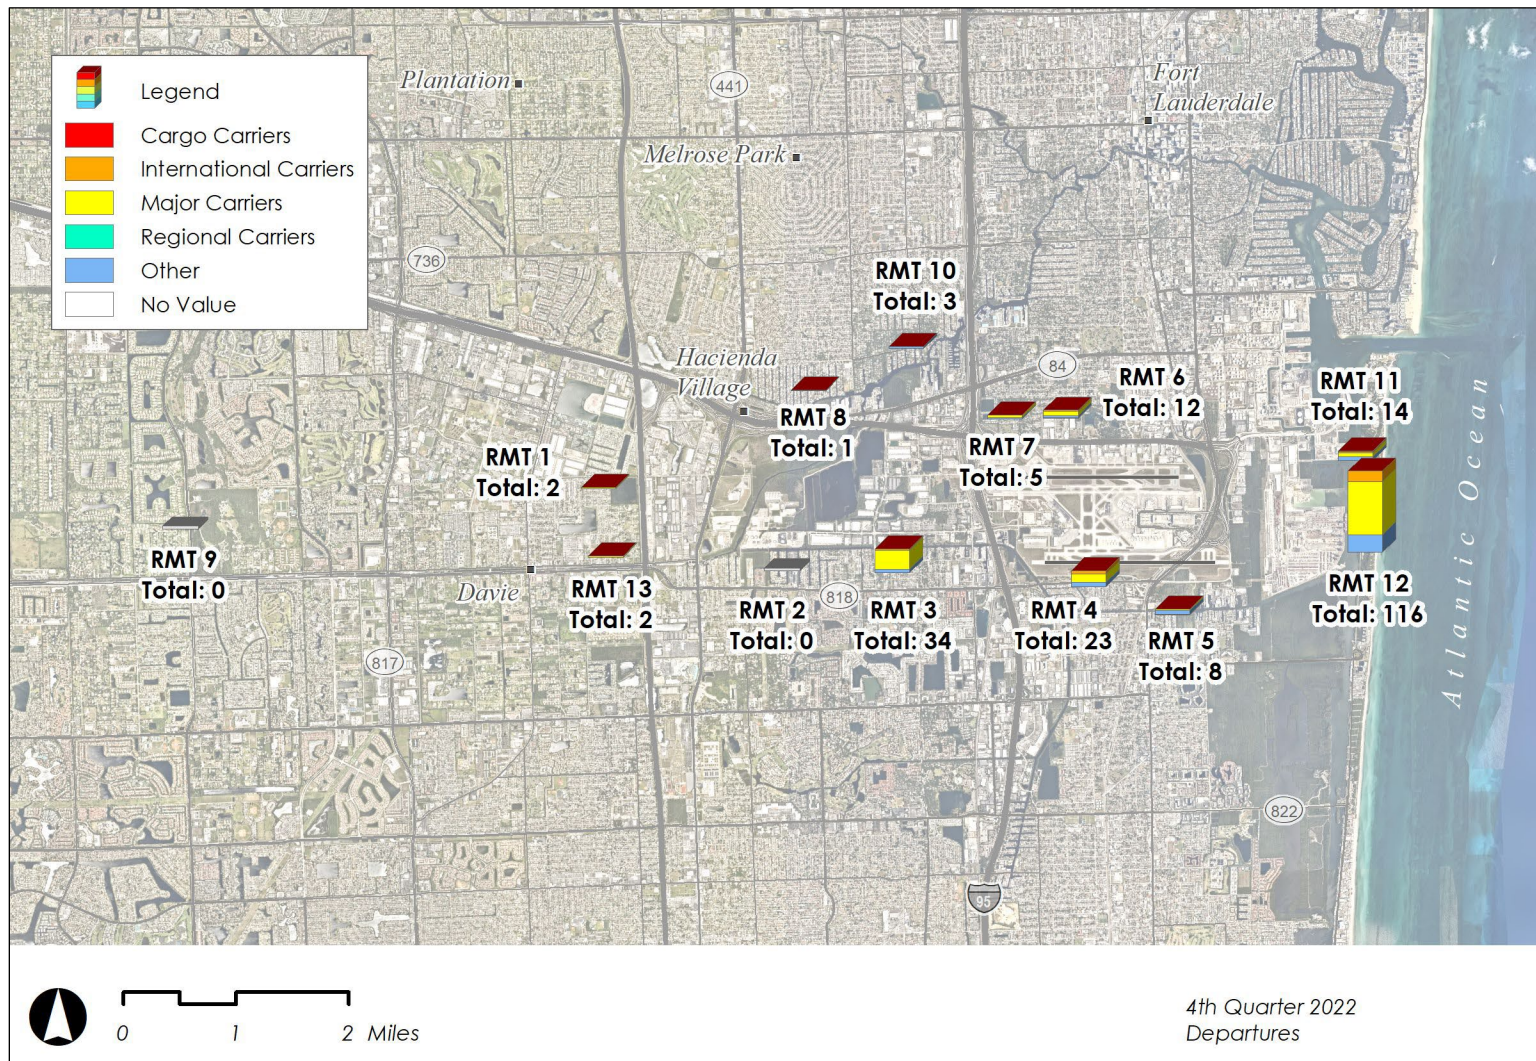 Legend
Cargo Carriers
International Carriers
Major Carriers
Regional Carriers
Other
No Value
Plantation
441
Fort
Lauderdale
Melrose Park
736
RMT 10
Total: 3
Hacienda
Village
84
RMT 6
Total: 12
RMT 11
Total: 14
RMT 8
Total: 1
RMT 7
Total: 5
RMT 1
Total: 2
Atlantic Ocean
RMT 9
Total: 0
Davie
RMT 13
Total: 2
RMT 2
Total: 0
818
RMT 3
Total: 34
RMT 4
Total: 23
RMT 5
Total: 8
RMT 12
Total: 116
817
822
95
0 1 2 Miles
4th Quarter 2022
Departures